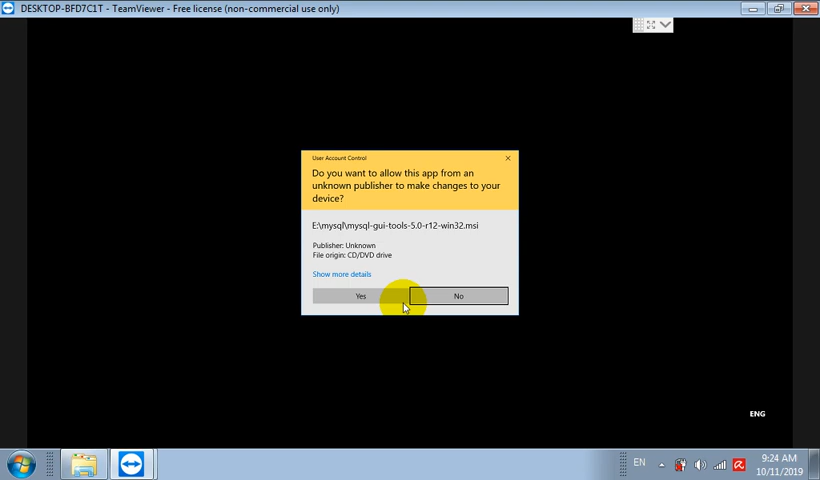 DESKTOP-BFD7C1T - TeamViewer - Free license (non-commercial use only)
User Account Control
Do you want to allow this app from an
unknown publisher to make changes to your
device?
E:\mysql\mysql-gui-tools-5.0-r12-win32.msi
Publisher: Unknown
File origin: CD/DVD drive
Show more details
Yes
No
ENG
EN
9:24 AM
10/11/2019